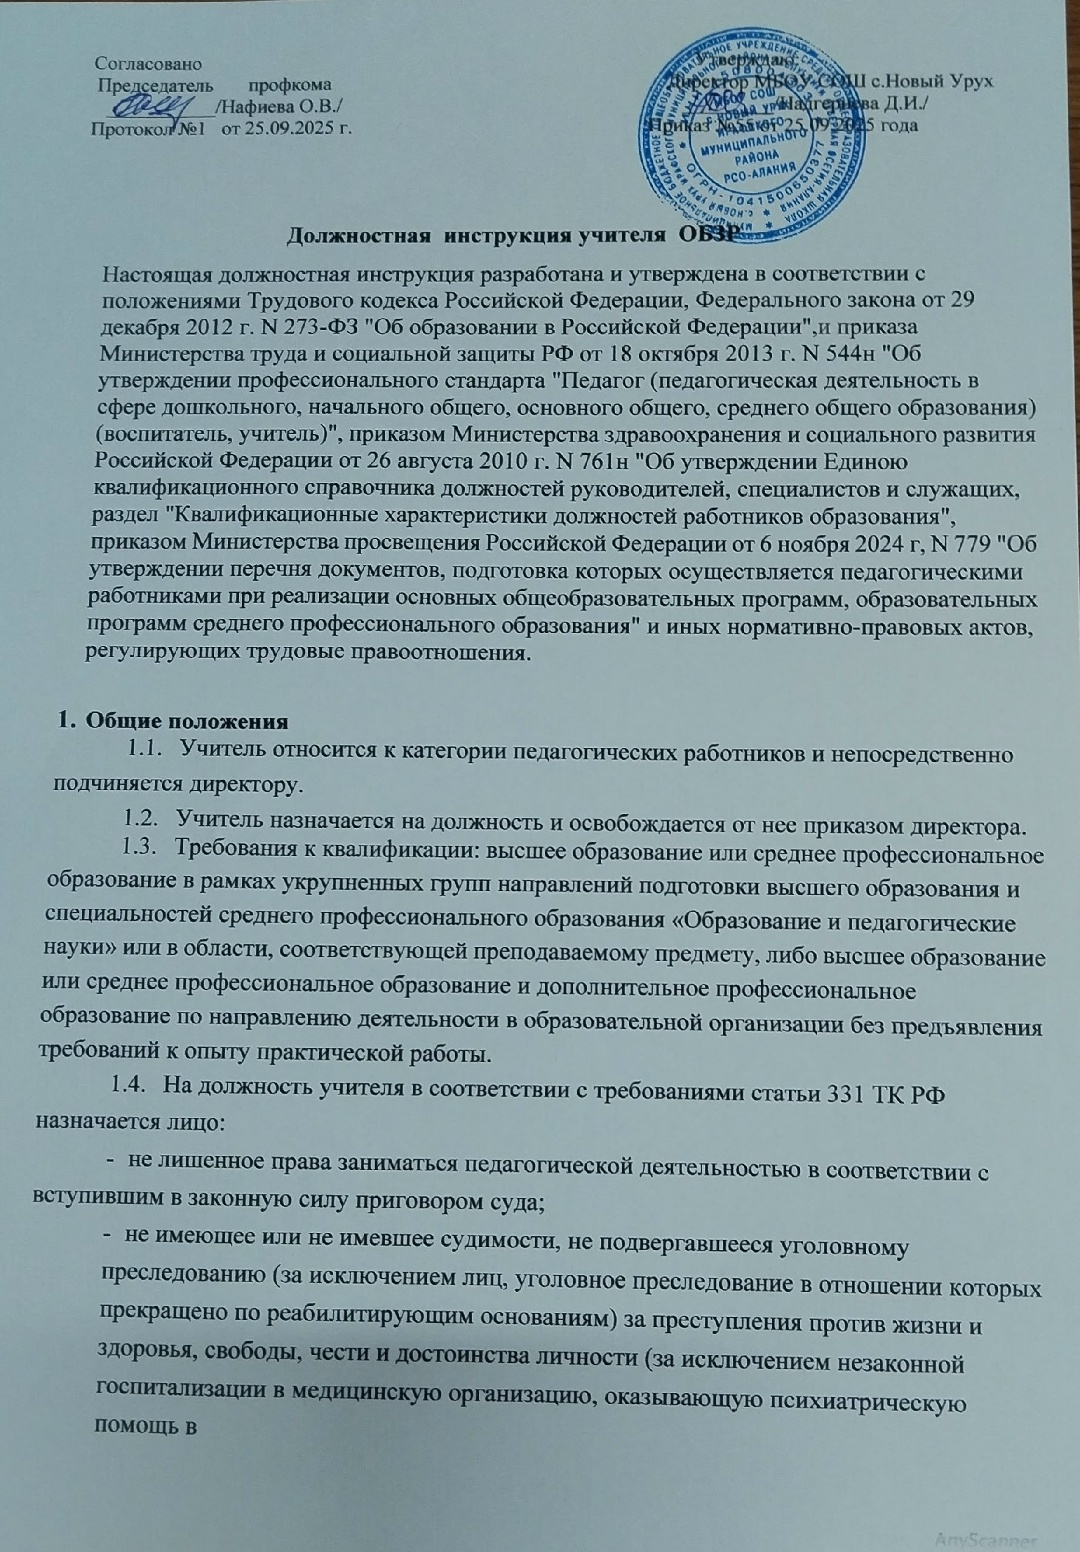 Согласовано
Председатель профкома
/Нафиева О.В./
Протокол №1 от 25.09.2025 г.
Утверждаю
Директор МБОУ СОШ с.Новый Урух
Приказ №55 от 25.09.2025 года
МУНИЦИПАЛЬНОГО
РАЙОНА
РСО-АЛАНИЯ
Должностная инструкция учителя ОБЗР
Настоящая должностная инструкция разработана и утверждена в соответствии с
положениями Трудового кодекса Российской Федерации, Федерального закона от 29
декабря 2012 г. N 273-ФЗ "Об образовании в Российской Федерации",и приказа
Министерства труда и социальной защиты РФ от 18 октября 2013 г. N 544н "Об
утверждении профессионального стандарта "Педагог (педагогическая деятельность в
сфере дошкольного, начального общего, основного общего, среднего общего образования)
(воспитатель, учитель)", приказом Министерства здравоохранения и социального развития
Российской Федерации от 26 августа 2010 г. N 761н "Об утверждении Единою
квалификационного справочника должностей руководителей, специалистов и служащих,
раздел "Квалификационные характеристики должностей работников образования",
приказом Министерства просвещения Российской Федерации от 6 ноября 2024 г, N 779 "Об
утверждении перечня документов, подготовка которых осуществляется педагогическими
работниками при реализации основных общеобразовательных программ, образовательных
программ среднего профессионального образования" и иных нормативно-правовых актов,
регулирующих трудовые правоотношения.
1. Общие положения
1.1. Учитель относится к категории педагогических работников и непосредственно
подчиняется директору.
1.2. Учитель назначается на должность и освобождается от нее приказом директора.
1.3. Требования к квалификации: высшее образование или среднее профессиональное
образование в рамках укрупненных групп направлений подготовки высшего образования и
специальностей среднего профессионального образования «Образование и педагогические
науки» или в области, соответствующей преподаваемому предмету, либо высшее образование
или среднее профессиональное образование и дополнительное профессиональное
образование по направлению деятельности в образовательной организации без предъявления
требований к опыту практической работы.
1.4. На должность учителя в соответствии с требованиями статьи 331 ТК РФ
назначается лицо:
- не лишенное права заниматься педагогической деятельностью в соответствии с
вступившим в законную силу приговором суда;
- не имеющее или не имевшее судимости, не подвергавшееся уголовному
преследованию (за исключением лиц, уголовное преследование в отношении которых
прекращено по реабилитирующим основаниям) за преступления против жизни и
здоровья, свободы, чести и достоинства личности (за исключением незаконной
госпитализации в медицинскую организацию, оказывающую психиатрическую
помощь в
AnyScanner